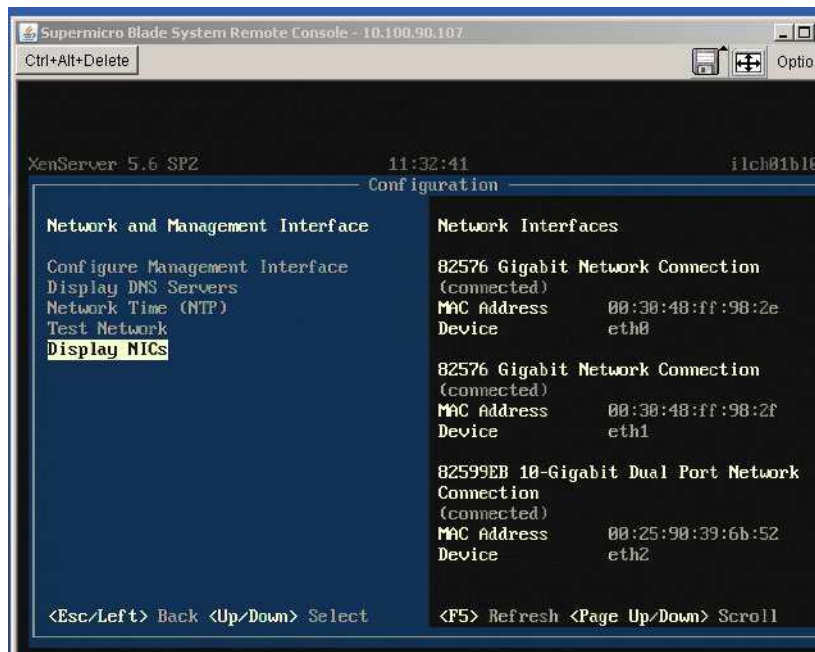 Supermicro Blade System Remote Console - 10.100.90.107
Ctrl+Alt+Delete
XenServer 5.6 SP2 11:32:41
Configuration
Network and Management Interface
Configure Management Interface
Display DNS Servers
Network Time (NTP)
Test Network
Display NICs
Network Interfaces
82576 Gigabit Network Connection
(connected)
MAC Address 00:30:48:ff:98:2e
Device eth0
82576 Gigabit Network Connection
(connected)
MAC Address 00:30:48:ff:98:2f
Device eth1
82599EB 10-Gigabit Dual Port Network
Connection
(connected)
MAC Address 00:25:90:39:6b:52
Device eth2
<Esc/Left> Back <Up/Down> Select
<F5> Refresh <Page Up/Down> Scroll